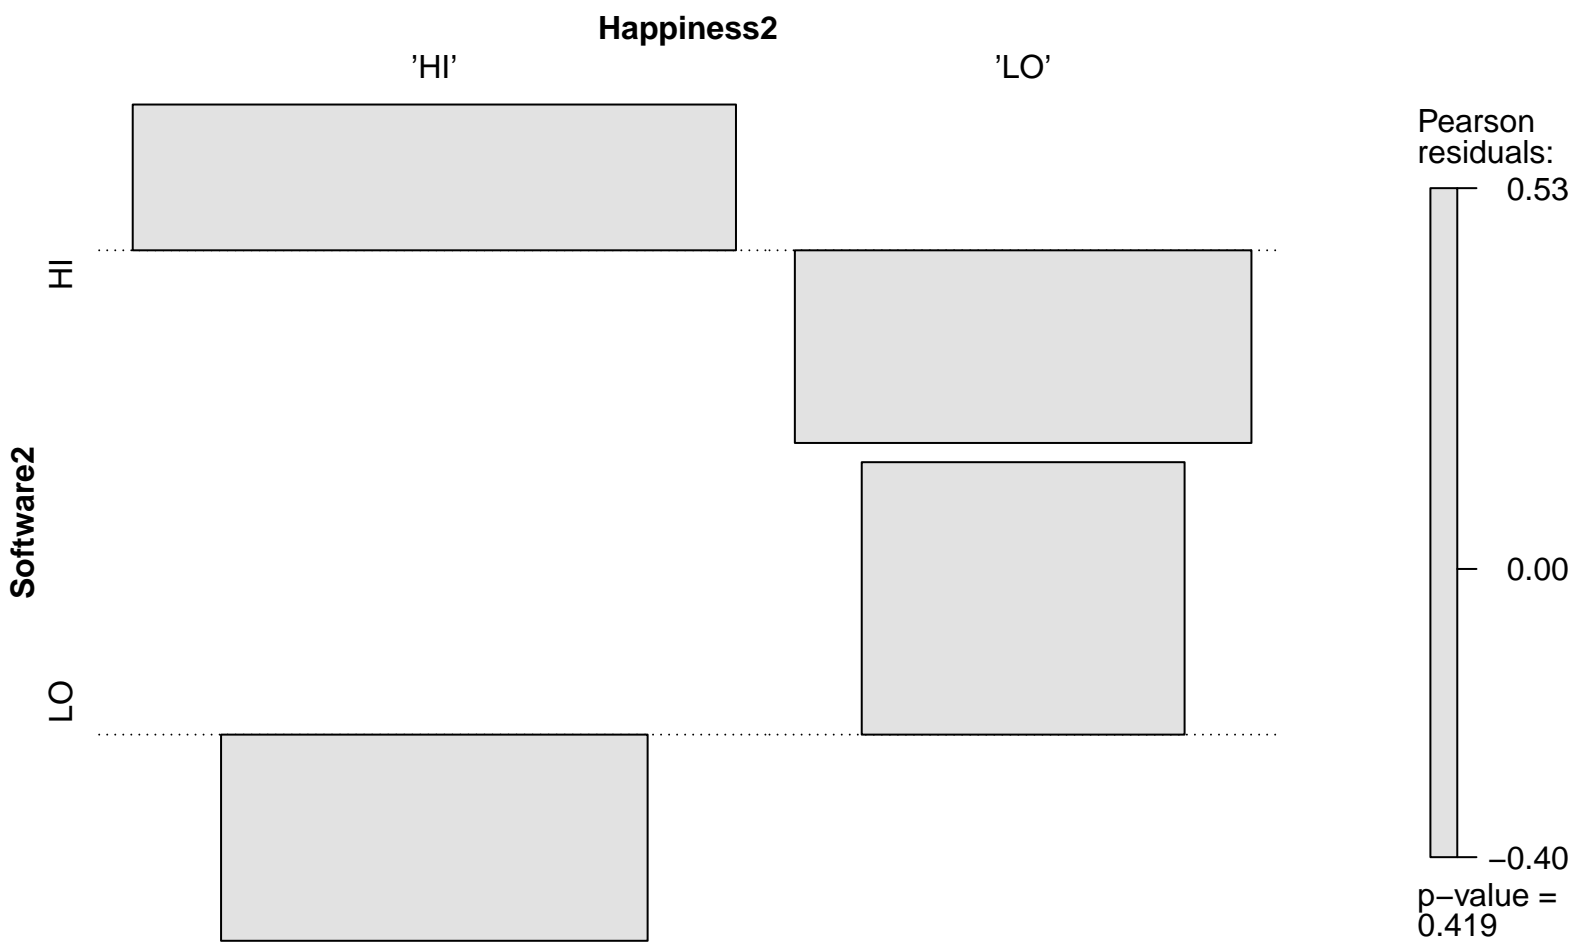 Happiness2
’HI’
’LO’
HI
Software2
LO
Pearson
residuals:
0.53
0.00
−0.40
p−value =
0.419